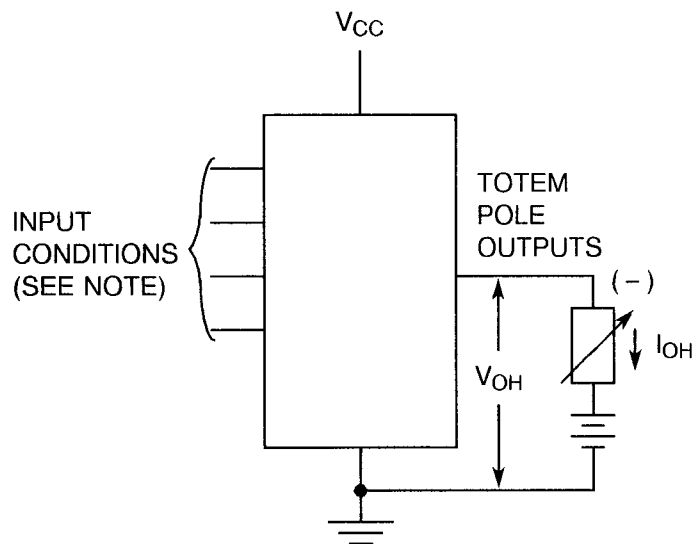 VCC
INPUT
CONDITIONS
(SEE NOTE)
TOTEM
POLE
OUTPUTS
(−)
IOH
VOH